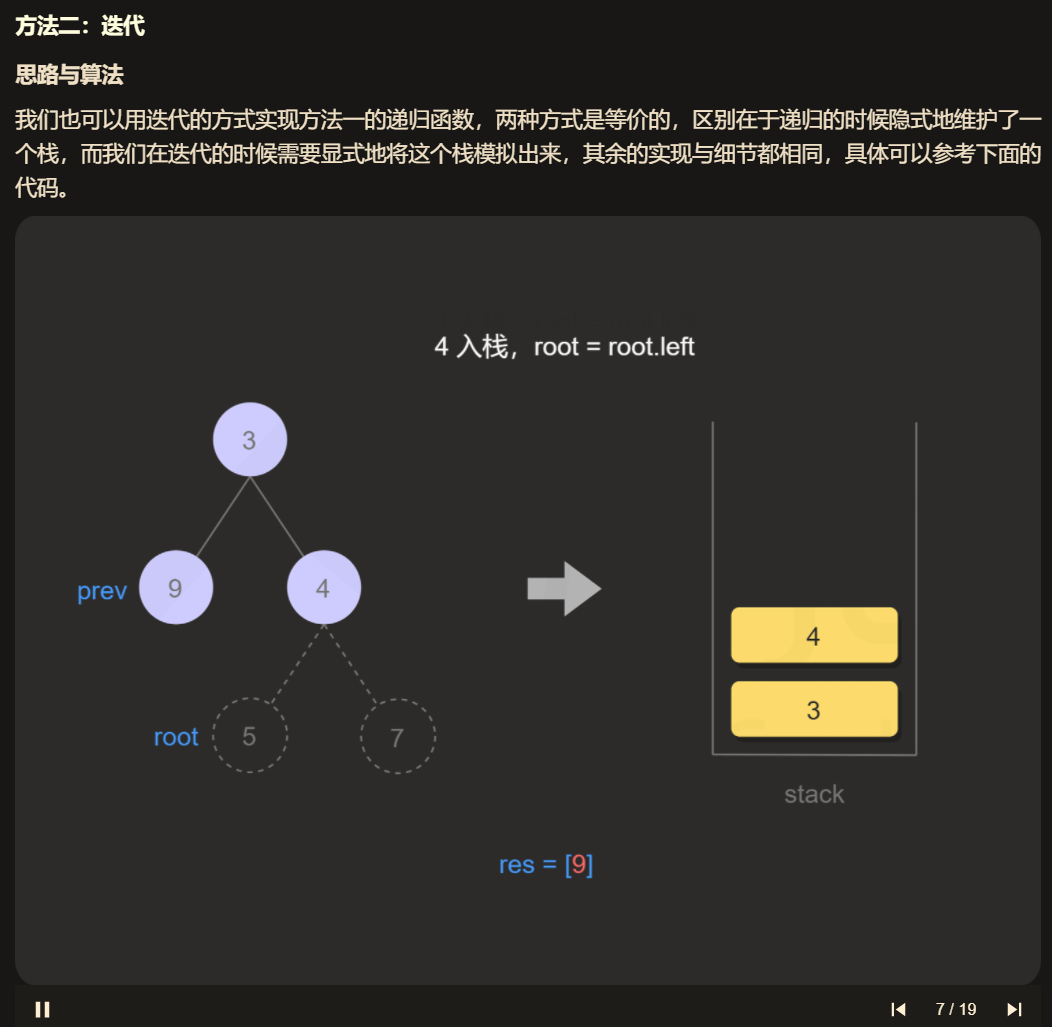 方法二：迭代
思路与算法
我们也可以用迭代的方式实现方法一的递归函数，两种方式是等价的，区别在于递归的时候隐式地维护了一
个栈，而我们在迭代的时候需要显式地将这个栈模拟出来，其余的实现与细节都相同，具体可以参考下面的
代码。
4 入栈，root = root.left
3
prev
9
4
root
5
7
4
3
stack
res = [9]
7 / 19